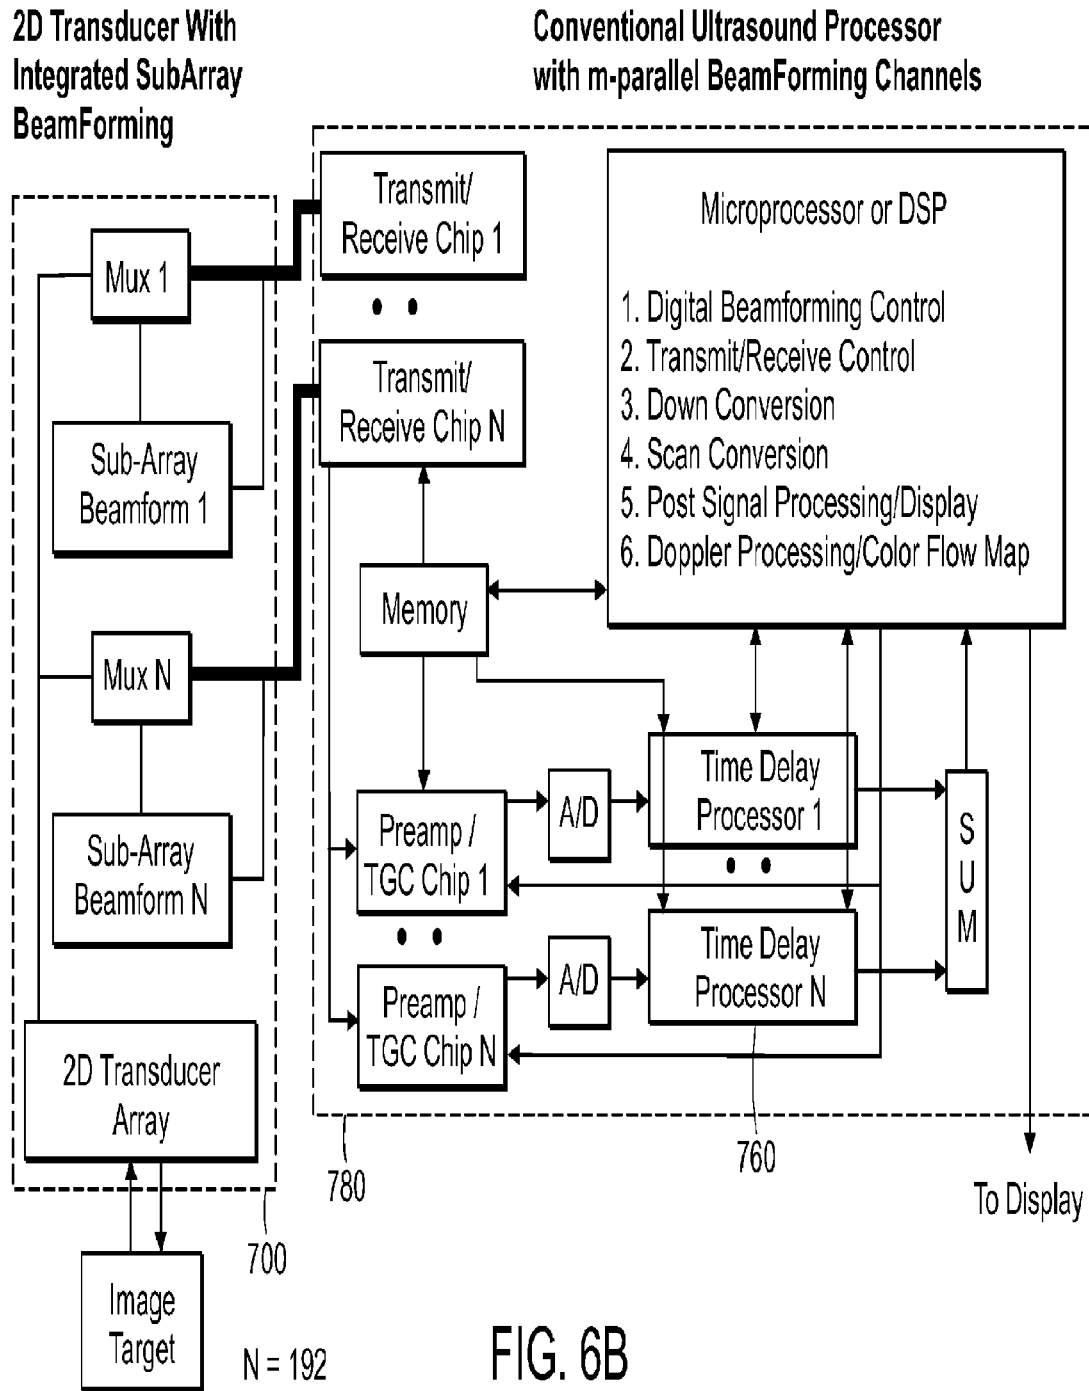 2D Transducer With
Integrated SubArray
BeamForming
Conventional Ultrasound Processor
with m-parallel BeamForming Channels
Mux 1
Sub-Array
Beamform 1
Mux N
Sub-Array
Beamform N
2D Transducer
Array
Image
Target
700
N = 192
Transmit/
Receive Chip 1
Transmit/
Receive Chip N
Memory
Microprocessor or DSP
1. Digital Beamforming Control
2. Transmit/Receive Control
3. Down Conversion
4. Scan Conversion
5. Post Signal Processing/Display
6. Doppler Processing/Color Flow Map
Preamp /
TGC Chip 1
A/D
Time Delay
Processor 1
Preamp /
TGC Chip N
A/D
Time Delay
Processor N
S
U
M
780
760
To Display
FIG. 6B